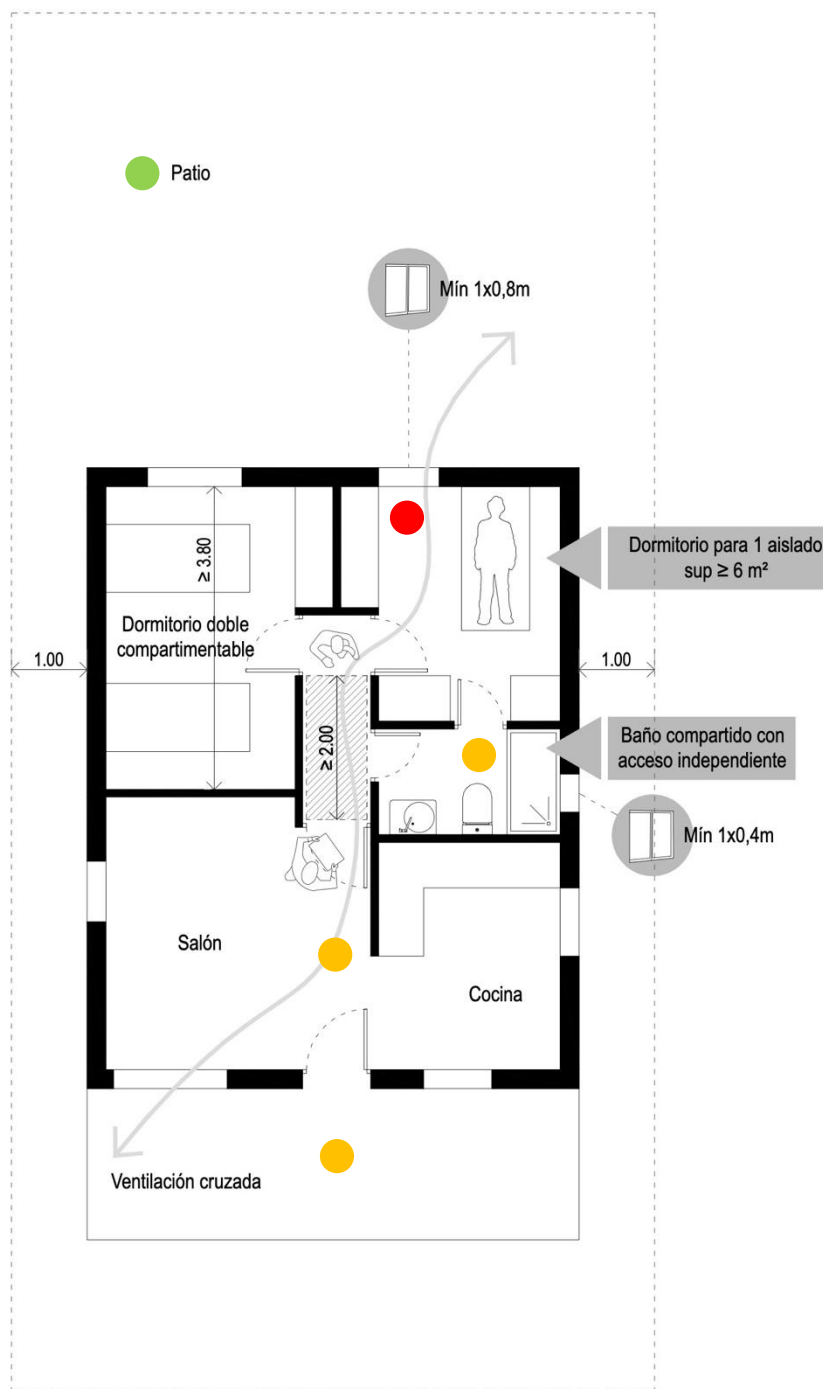 Patio
Mín 1x0,8m
Dormitorio para 1 aislado
sup ≥ 6 m²
≥ 3.80
Dormitorio doble
compartimentable
1.00
1.00
≥ 2.00
Baño compartido con
acceso independiente
Mín 1x0,4m
Salón
Cocina
Ventilación cruzada